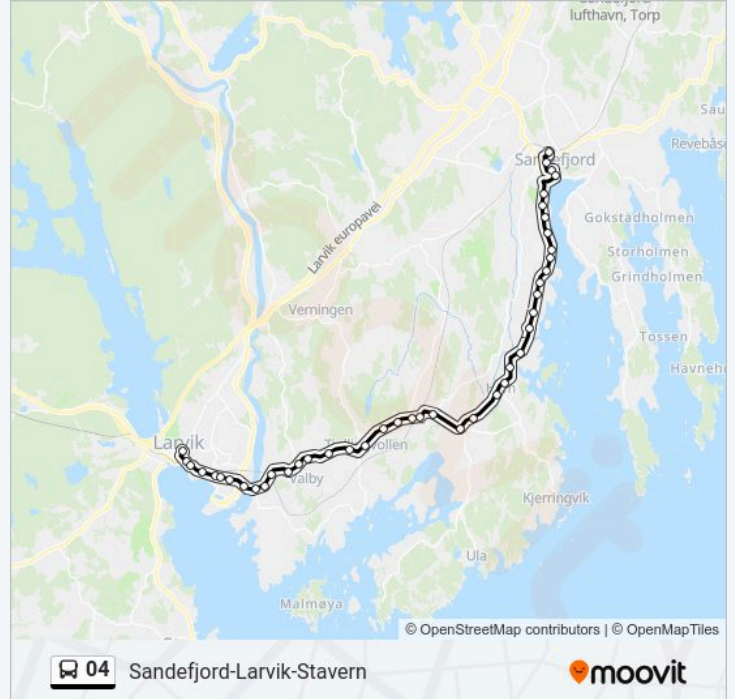 lufthavn, Torp
Sau
Revebåsen
Sandefjord
Gokstadholmen
Larvik europavei
Storholmen
Grindholmen
Verningen
Tossen
Havneh
Larvik
Valby
Kjerringvik
Ula
Malmøya
© OpenStreetMap contributors | © OpenMapTiles
04 Sandefjord-Larvik-Stavern
moovit